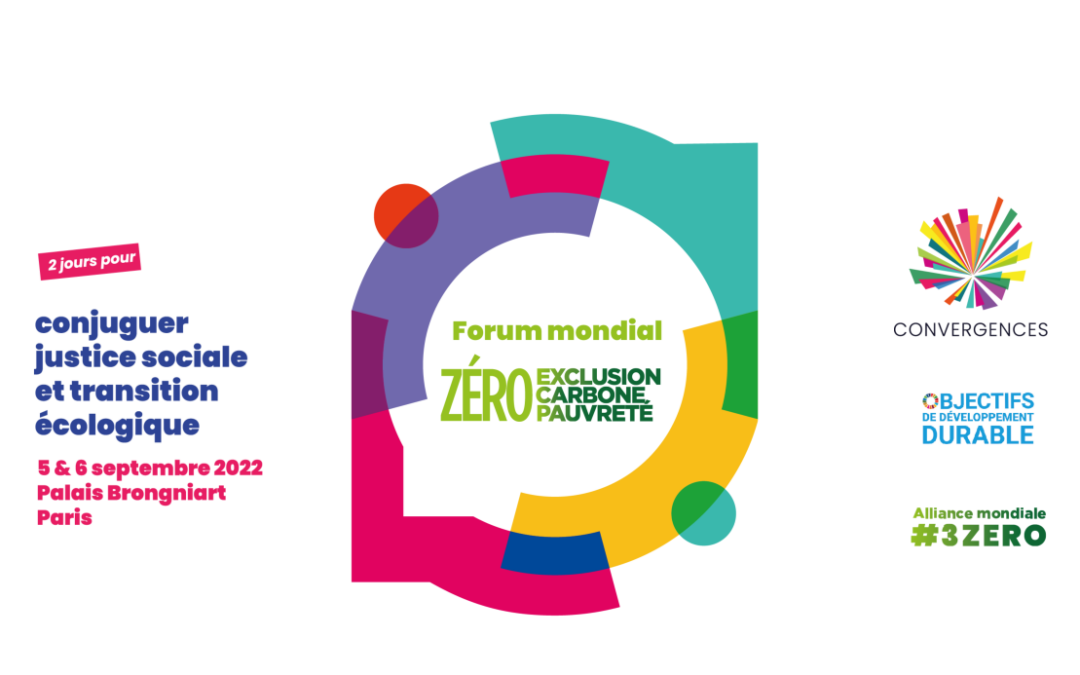 2 jours pour
conjuguer
justice sociale
et transition
écologique
5 & 6 septembre 2022
Palais Brongniart
Paris
Forum mondial
ZÉRO EXCLUSION
CARBONE,
PAUVRETÉ
CONVERGENCES
OBJECTIFS
DE DÉVELOPPEMENT
DURABLE
Alliance mondiale
#3ZERO